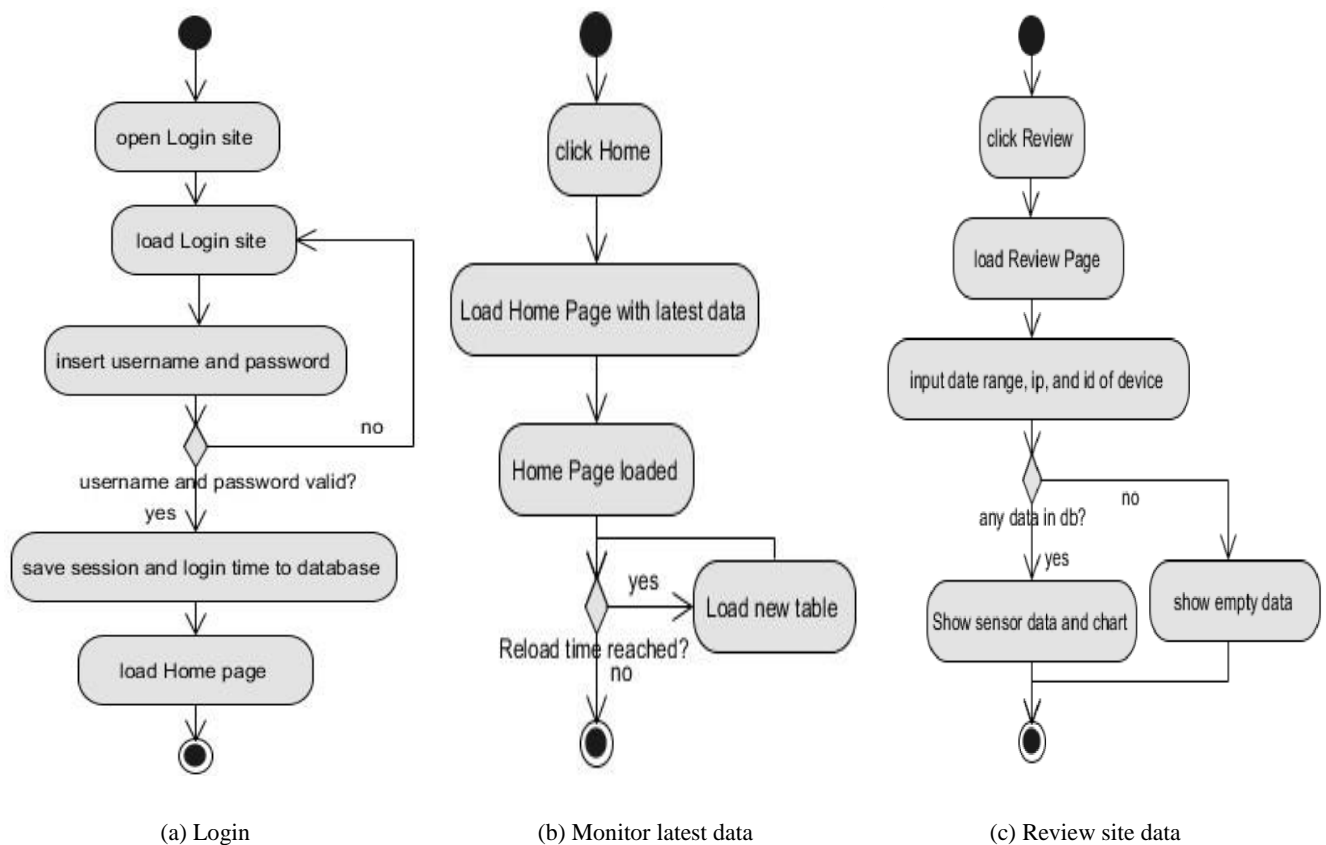 open Login site
load Login site
insert username and password
no
username and password valid?
yes
save session and login time to database
load Home page
(a) Login
click Home
Load Home Page with latest data
Home Page loaded
yes
Load new table
Reload time reached?
no
(b) Monitor latest data
click Review
load Review Page
input date range, ip, and id of device
no
any data in db?
yes
Show sensor data and chart
show empty data
(c) Review site data